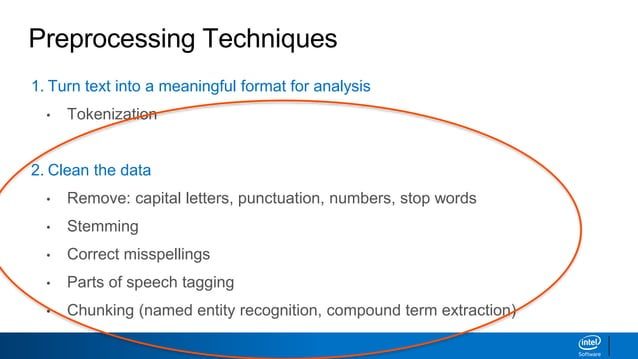 Preprocessing Techniques
1. Turn text into a meaningful format for analysis
• Tokenization
2. Clean the data
• Remove: capital letters, punctuation, numbers, stop words
• Stemming
• Correct misspellings
• Parts of speech tagging
• Chunking (named entity recognition, compound term extraction)
intel
Software